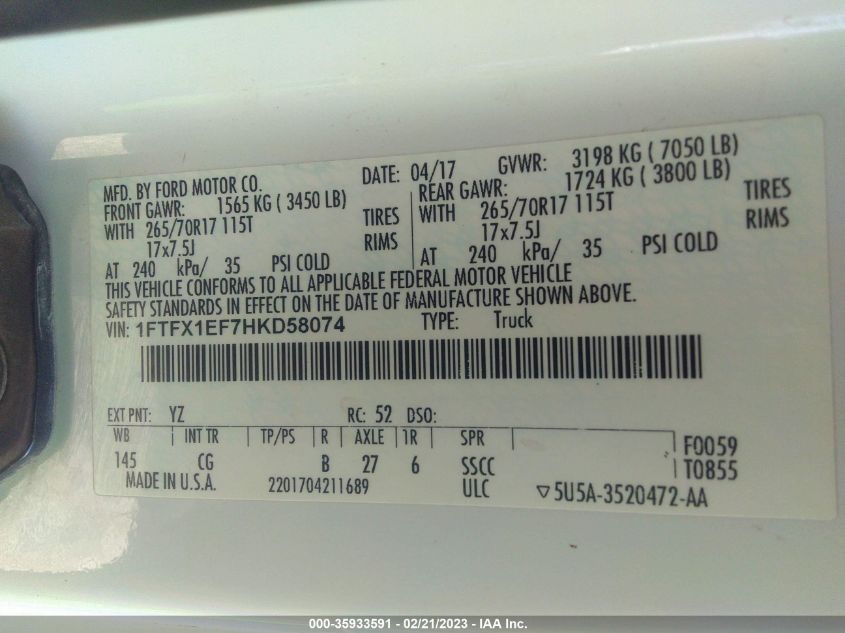 MFD. BY FORD MOTOR CO. DATE: 04/17 GVWR: 3198 KG ( 7050 LB)
FRONT GAWR: 1565 KG ( 3450 LB) REAR GAWR: 1724 KG ( 3800 LB)
WITH 265/70R17 115T TIRES WITH 265/70R17 115T TIRES
17x7.5J RIMS 17x7.5J RIMS
AT 240 kPa/ 35 PSI COLD AT 240 kPa/ 35 PSI COLD
THIS VEHICLE CONFORMS TO ALL APPLICABLE FEDERAL MOTOR VEHICLE
SAFETY STANDARDS IN EFFECT ON THE DATE OF MANUFACTURE SHOWN ABOVE.
VIN: 1FTFX1EF7HKD58074 TYPE: Truck
EXT PNT: YZ RC: 52 DSO:
WB INT TR TP/PS R AXLE TR SPR F0059
145 CG B 27 6 SSCC T0855
MADE IN U.S.A. 2201704211689 ULC ▽5U5A-3520472-AA
000-35933591 - 02/21/2023 - IAA Inc.